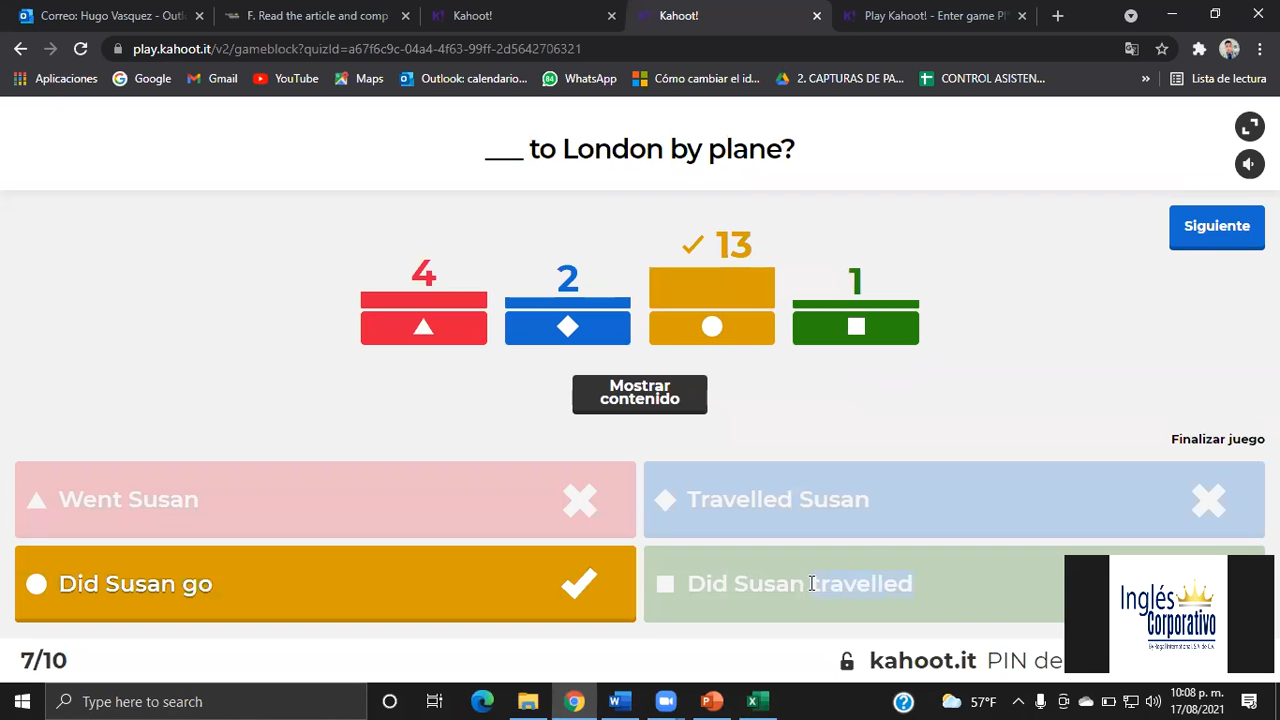 Correo: Hugo Vasquez - Outlo
F. Read the article and comp
Kahoot!
Kahoot!
Play Kahoot! - Enter game PI
play.kahoot.it/v2/gameblock?quizId=a67f6c9c-04a4-4f63-99ff-2d5642706321
Aplicaciones
Google
Gmail
YouTube
Maps
Outlook: calendario...
WhatsApp
Cómo cambiar el id...
2. CAPTURAS DE PA...
CONTROL ASISTEN...
»
Lista de lectura
___ to London by plane?
Siguiente
4
2
13
1
Mostrar
contenido
Finalizar juego
Went Susan
Travelled Susan
Did Susan go
Did Susan travelled
Inglés
Corporativo
7/10
kahoot.it PIN de
Type here to search
57°F
10:08 p. m.
17/08/2021